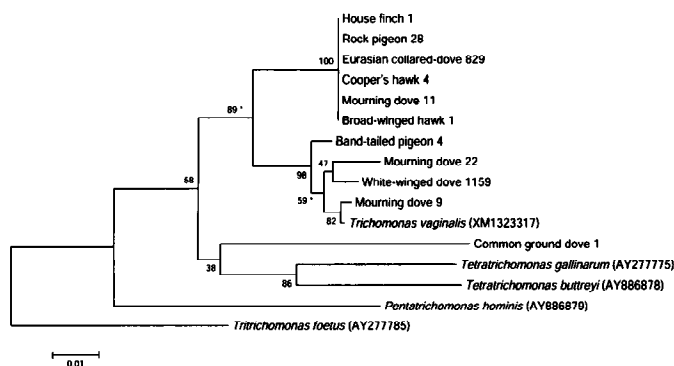 House finch 1
Rock pigeon 28
Eurasian collared-dove 829
100
Cooper's hawk 4
Mourning dove 11
89 *
Broad-winged hawk 1
Band-tailed pigeon 4
47
Mourning dove 22
98
68
White-winged dove 1159
59 *
Mourning dove 9
82
Trichomonas vaginalis (XM1323317)
Common ground dove 1
38
Tetratrichomonas gallinarum (AY277775)
86
Tetratrichomonas buttreyi (AY886878)
Pentatrichomonas hominis (AY886879)
Tritrichomonas foetus (AY277785)
0.01